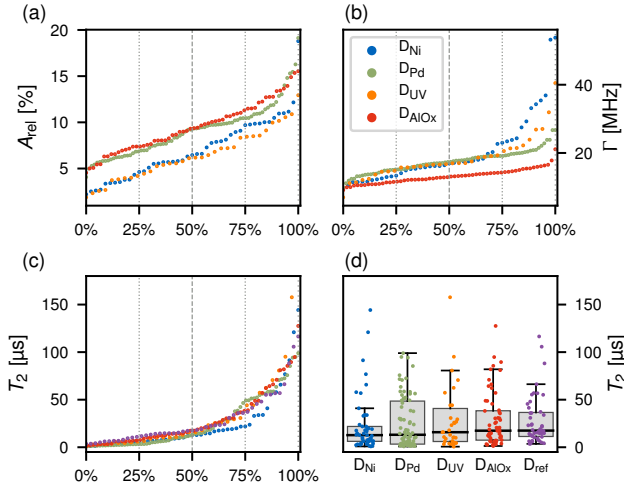 (a)
(b)
20
15
10
5
A_rel [%]
0%
25%
50%
75%
100%
D_Ni
D_Pd
D_UV
D_AlOx
40
20
Γ [MHz]
0%
25%
50%
75%
100%
(c)
(d)
150
100
50
0
T_2 [µs]
0%
25%
50%
75%
100%
150
100
50
0
T_2 [µs]
D_Ni
D_Pd
D_UV
D_AlOx
D_ref